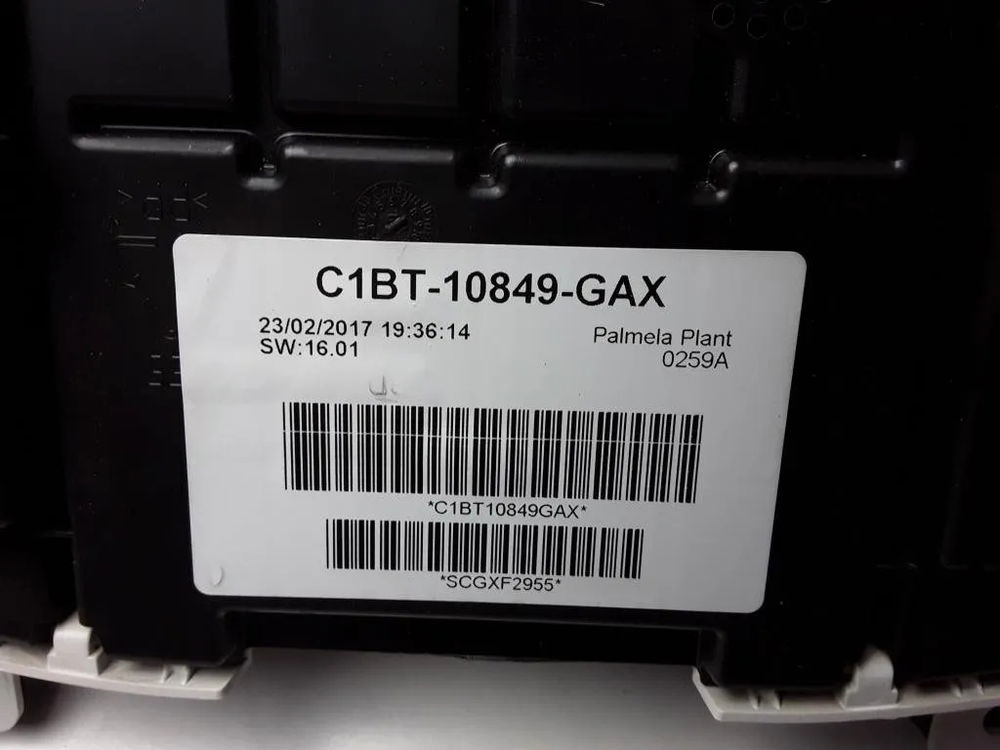 C1BT-10849-GAX
23/02/2017 19:36:14
SW:16.01
Palmela Plant
0259A
*C1BT10849GAX*
*SCGXF2955*